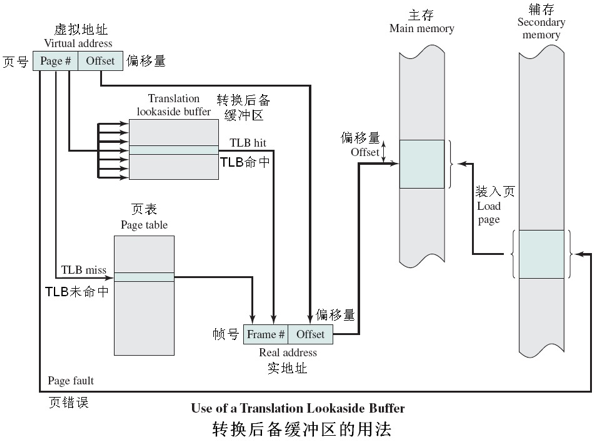 虚拟地址
Virtual address
页号 Page # Offset 偏移量
主存
Main memory
辅存
Secondary
memory
Translation
lookaside buffer
转换后备
缓冲区
TLB hit
TLB命中
偏移量
Offset
装入页
Load
page
页表
Page table
TLB miss
TLB未命中
偏移量
帧号 Frame # Offset
Real address
实地址
Page fault
页错误
Use of a Translation Lookaside Buffer
转换后备缓冲区的用法